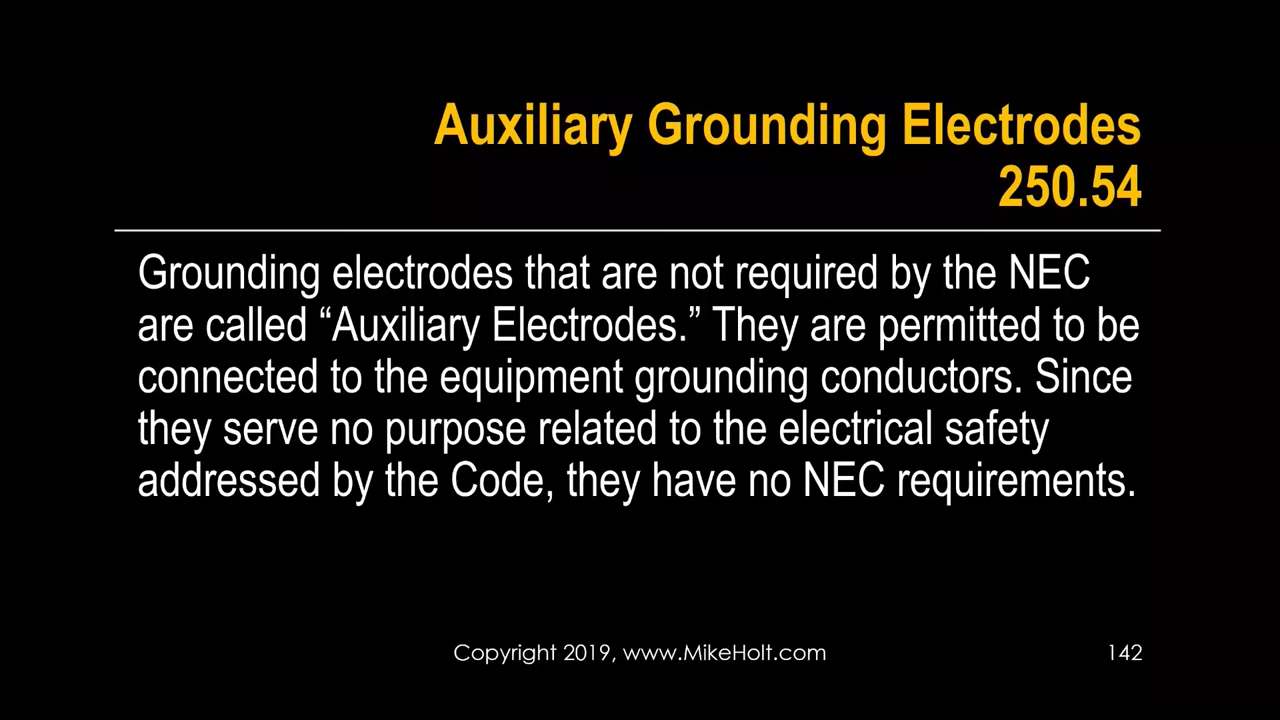 Auxiliary Grounding Electrodes
250.54
Grounding electrodes that are not required by the NEC
are called “Auxiliary Electrodes.” They are permitted to be
connected to the equipment grounding conductors. Since
they serve no purpose related to the electrical safety
addressed by the Code, they have no NEC requirements.
Copyright 2019, www.MikeHolt.com 142